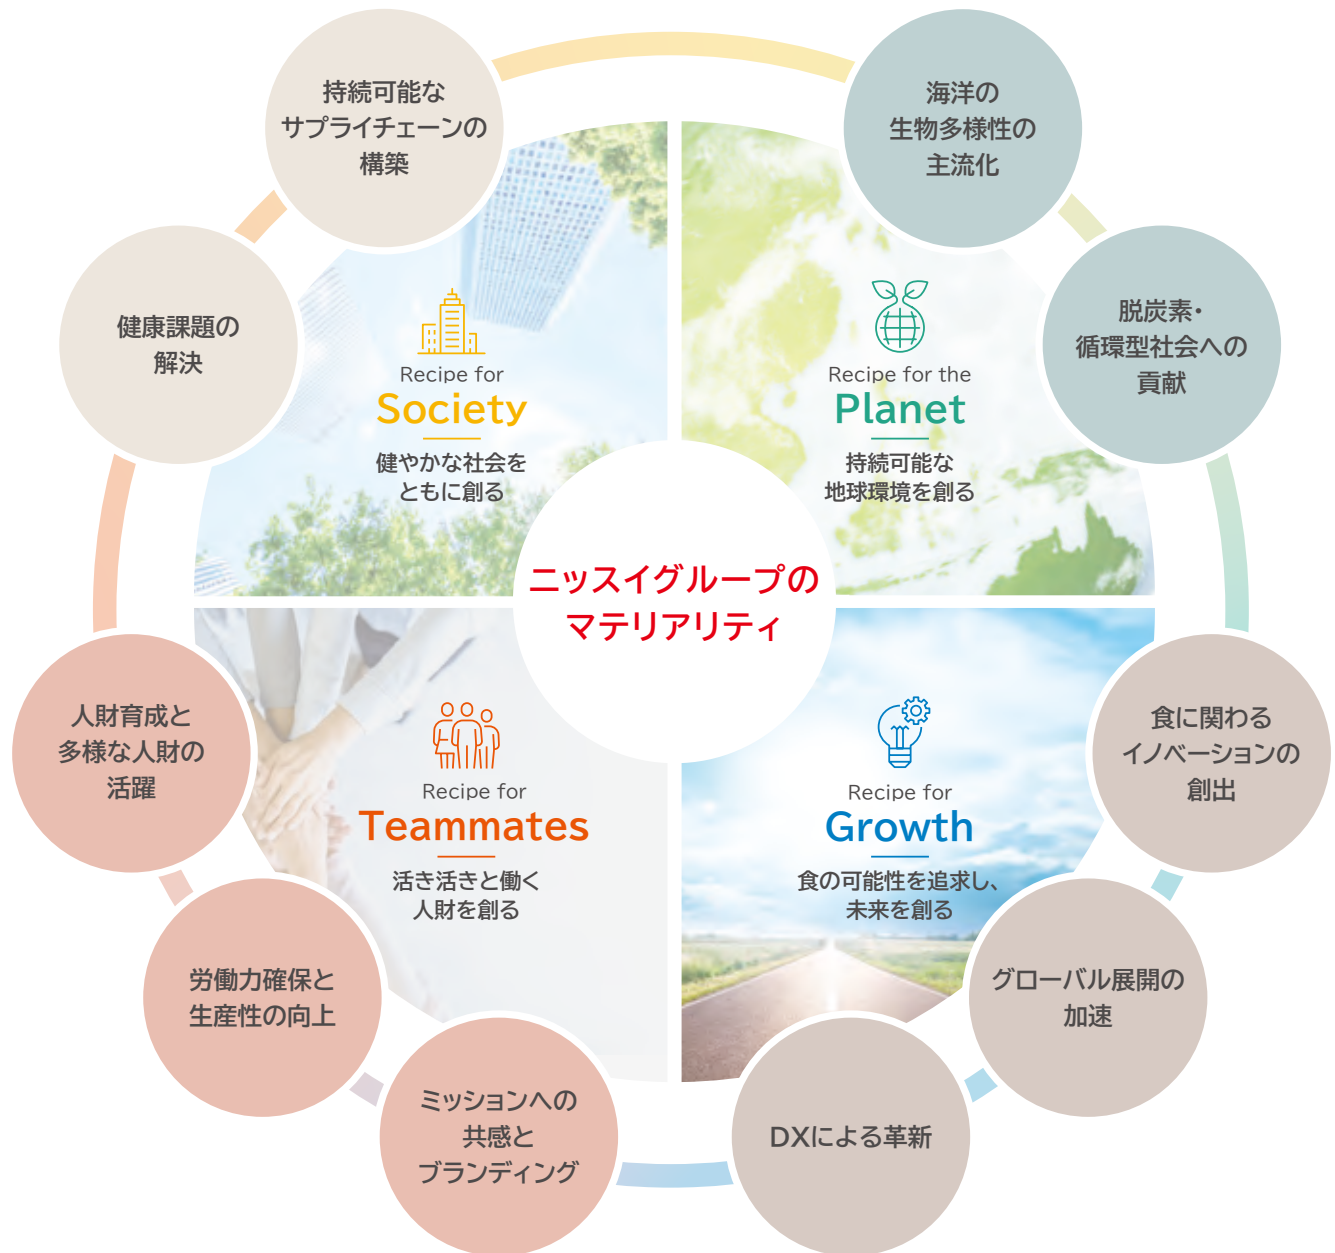 持続可能な
サプライチェーンの
構築
海洋の
生物多様性の
主流化
健康課題の
解決
脱炭素・
循環型社会への
貢献
Recipe for
Society
健やかな社会を
ともに創る
Recipe for the
Planet
持続可能な
地球環境を創る
ニッスイグループの
マテリアリティ
人財育成と
多様な人財の
活躍
食に関わる
イノベーションの
創出
Recipe for
Teammates
活き活きと働く
人財を創る
Recipe for
Growth
食の可能性を追求し、
未来を創る
労働力確保と
生産性の向上
グローバル展開の
加速
ミッションへの
共感と
ブランディング
DXによる革新